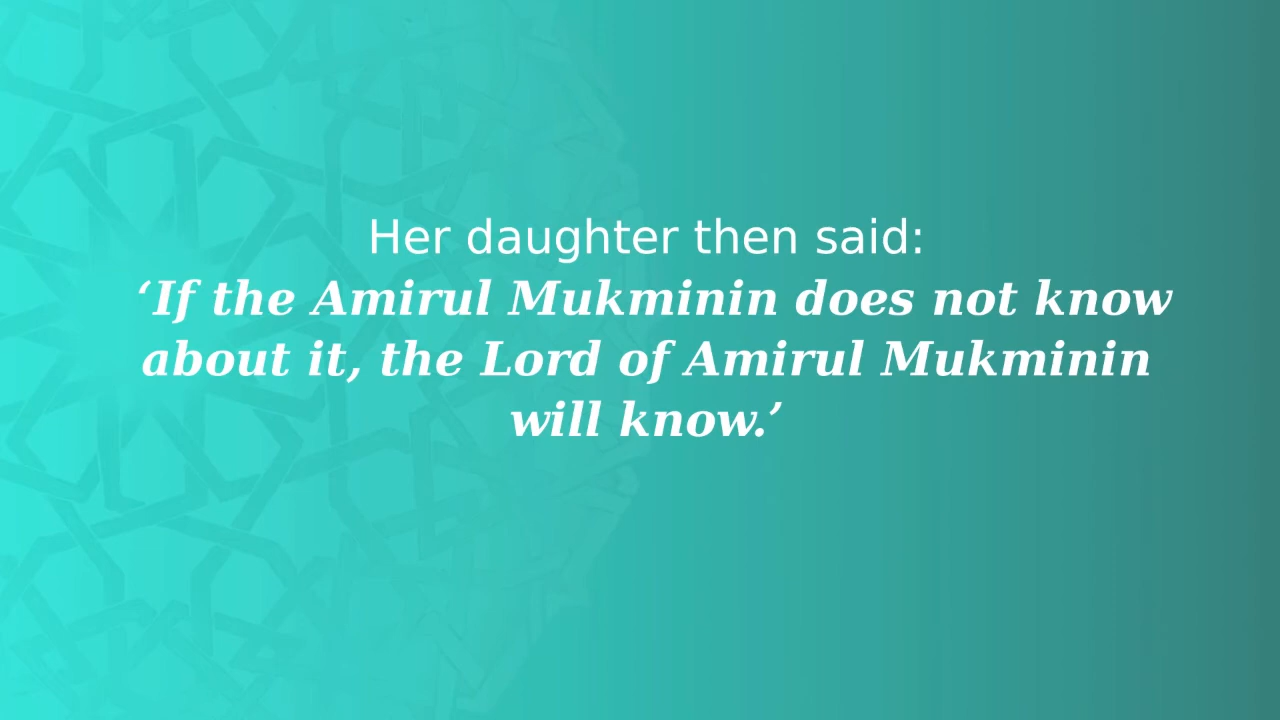 Her daughter then said:
‘If the Amirul Mukminin does not know
about it, the Lord of Amirul Mukminin
will know.’